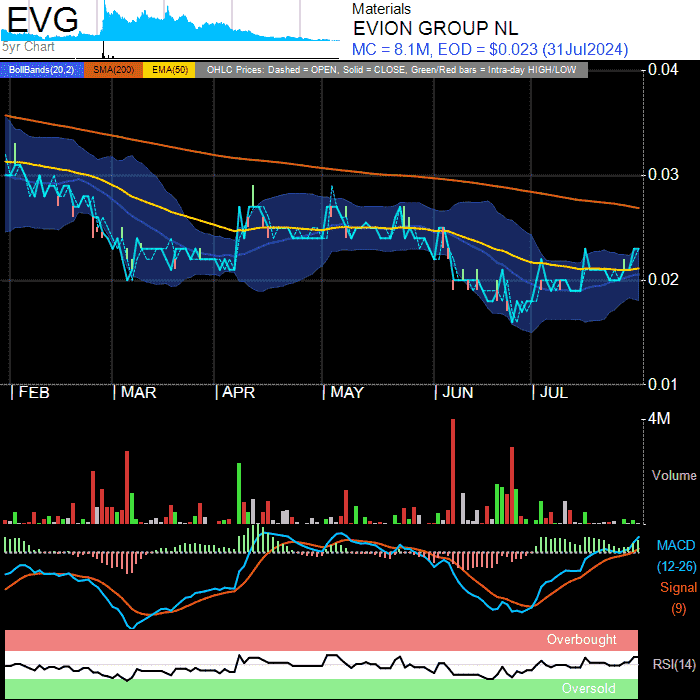 EVG
5yr Chart
Materials
EVION GROUP NL
MC = 8.1M, EOD = $0.023 (31Jul2024)
BollBands(20,2) SMA(200) EMA(50) OHLC Prices: Dashed = OPEN, Solid = CLOSE, Green/Red bars = Intra-day HIGH/LOW
0.04
0.03
0.02
0.01
FEB MAR APR MAY JUN JUL
4M
Volume
MACD
(12-26)
Signal
(9)
Overbought
RSI(14)
Oversold